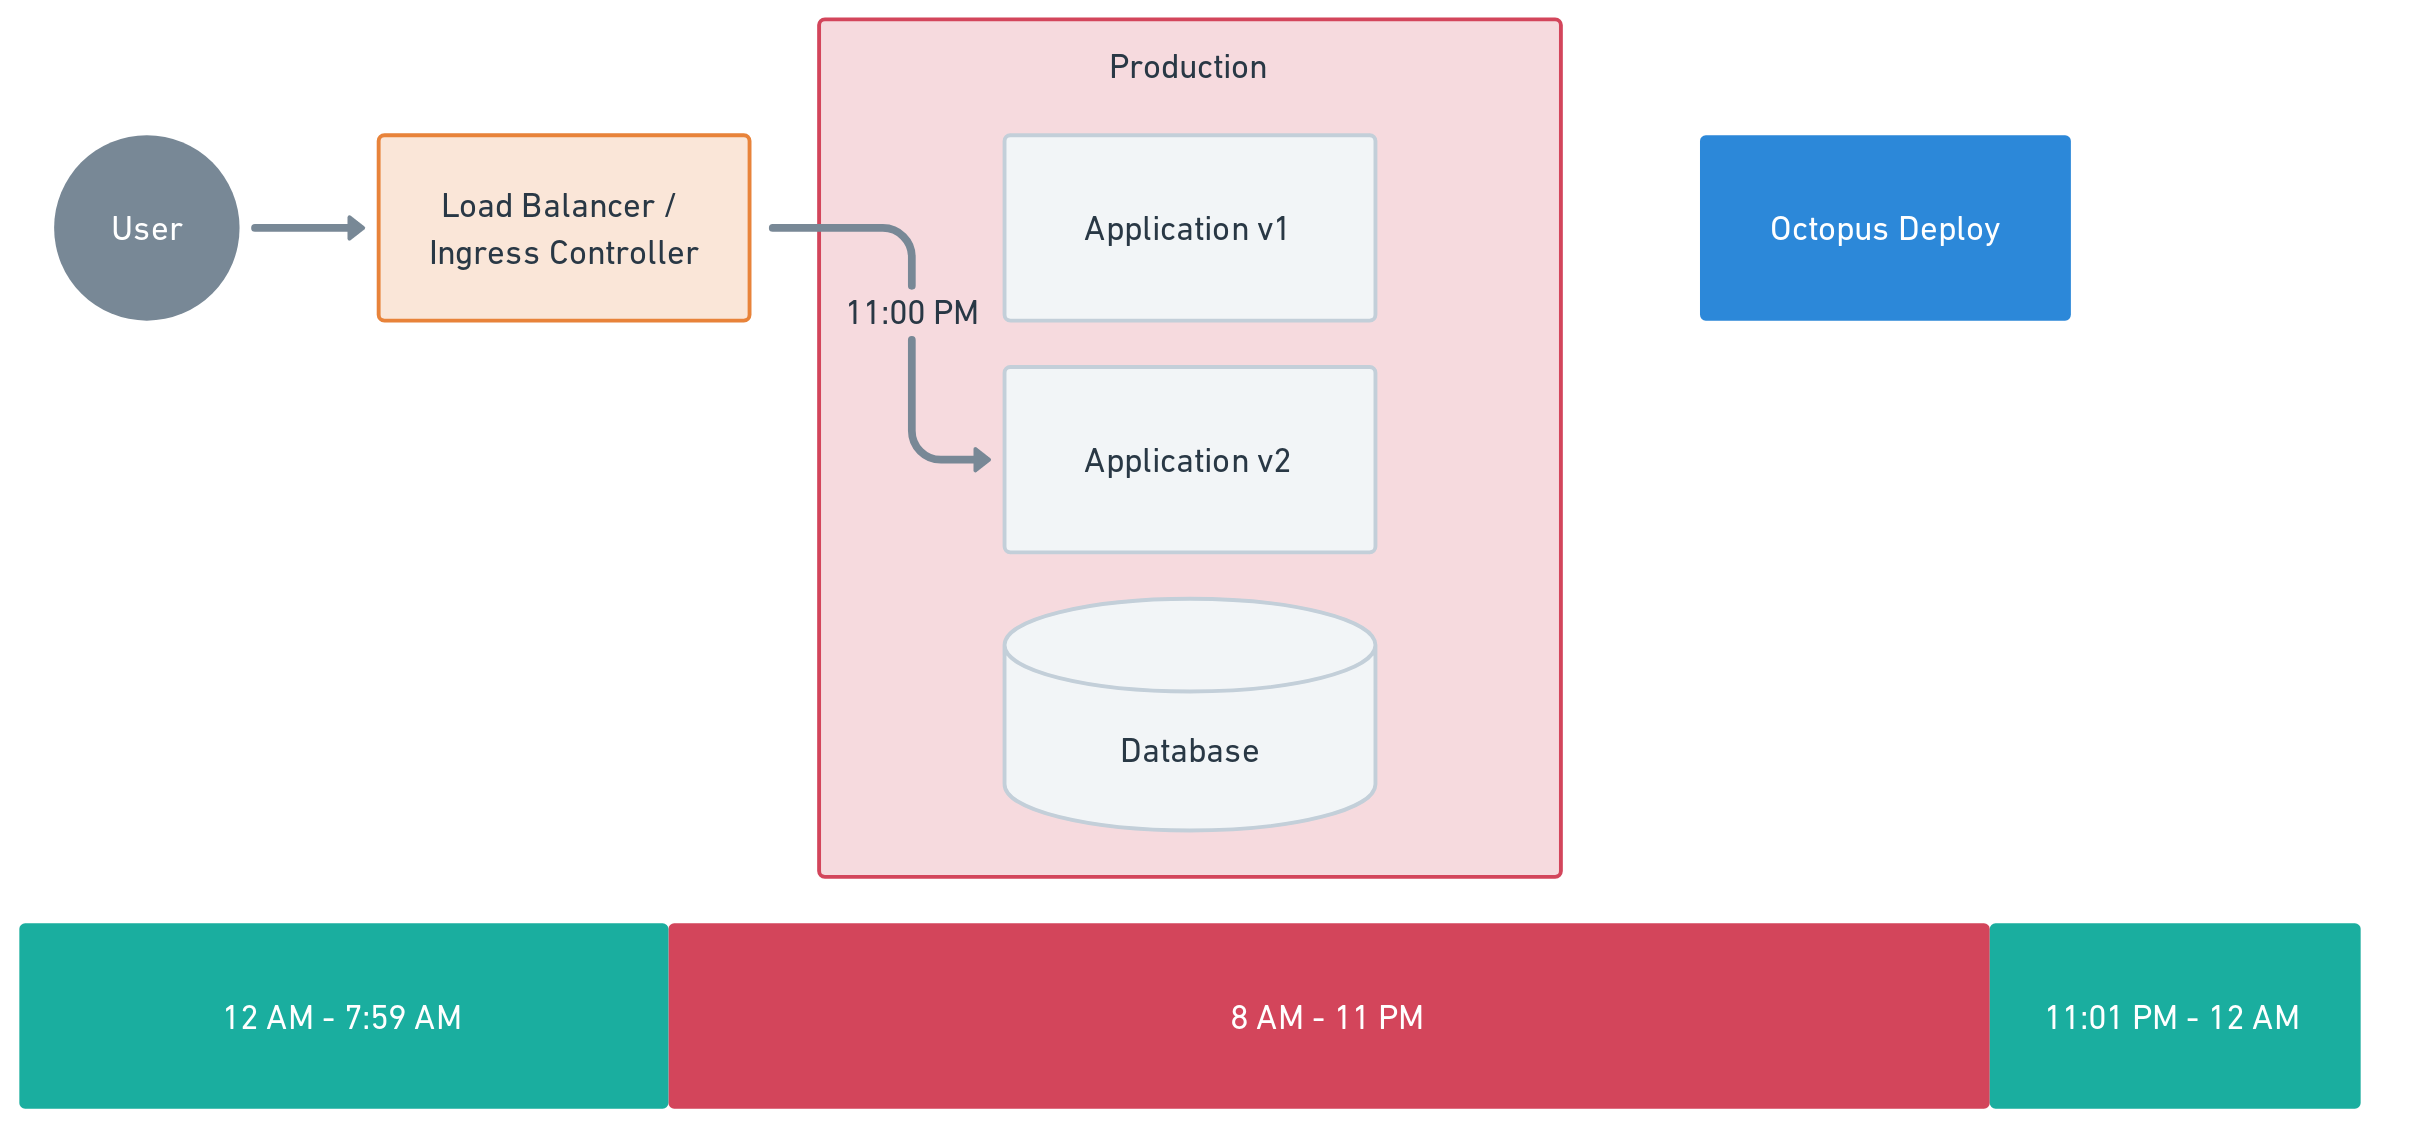 Production
User
Load Balancer /
Ingress Controller
Application v1
Octopus Deploy
11:00 PM
Application v2
Database
12 AM - 7:59 AM
8 AM - 11 PM
11:01 PM - 12 AM